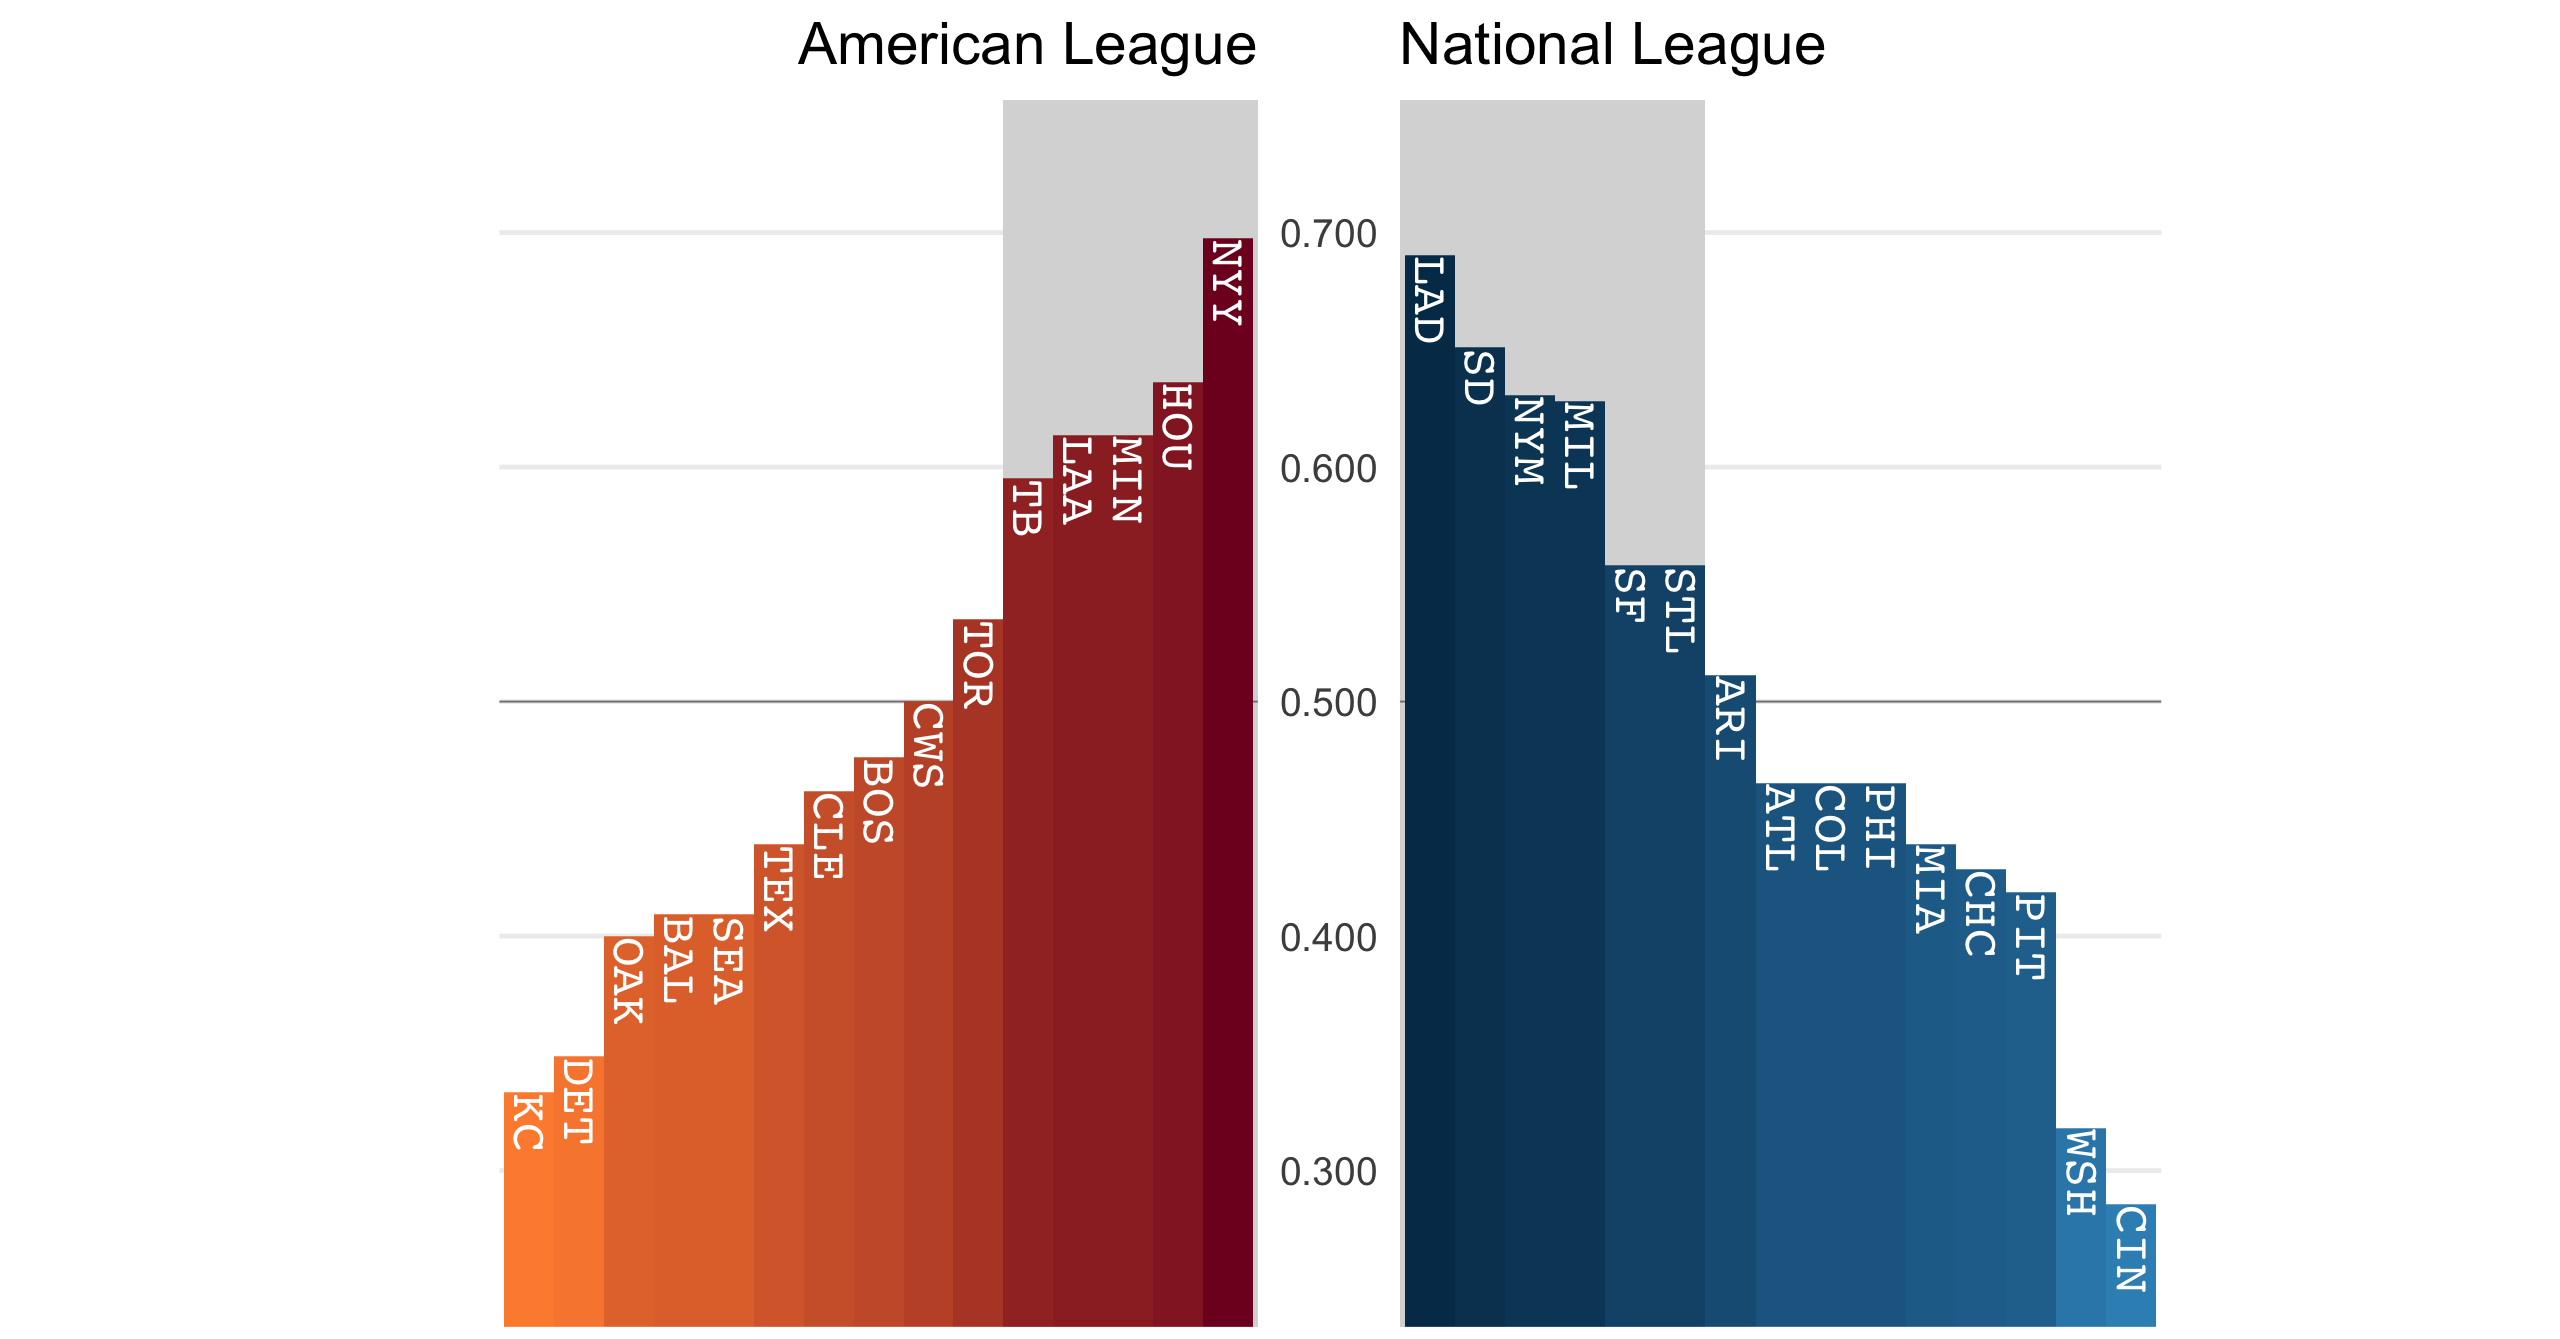 American League
National League
0.700
0.600
0.500
0.400
0.300
KC
DET
OAK
BAL
SEA
TEX
CLE
BOS
CWS
TOR
TB
LAA
MIN
HOU
NYY
LAD
SD
NYM
MIL
SF
STL
ARI
ATL
COL
PHI
MIA
CHC
PIT
WSH
CIN